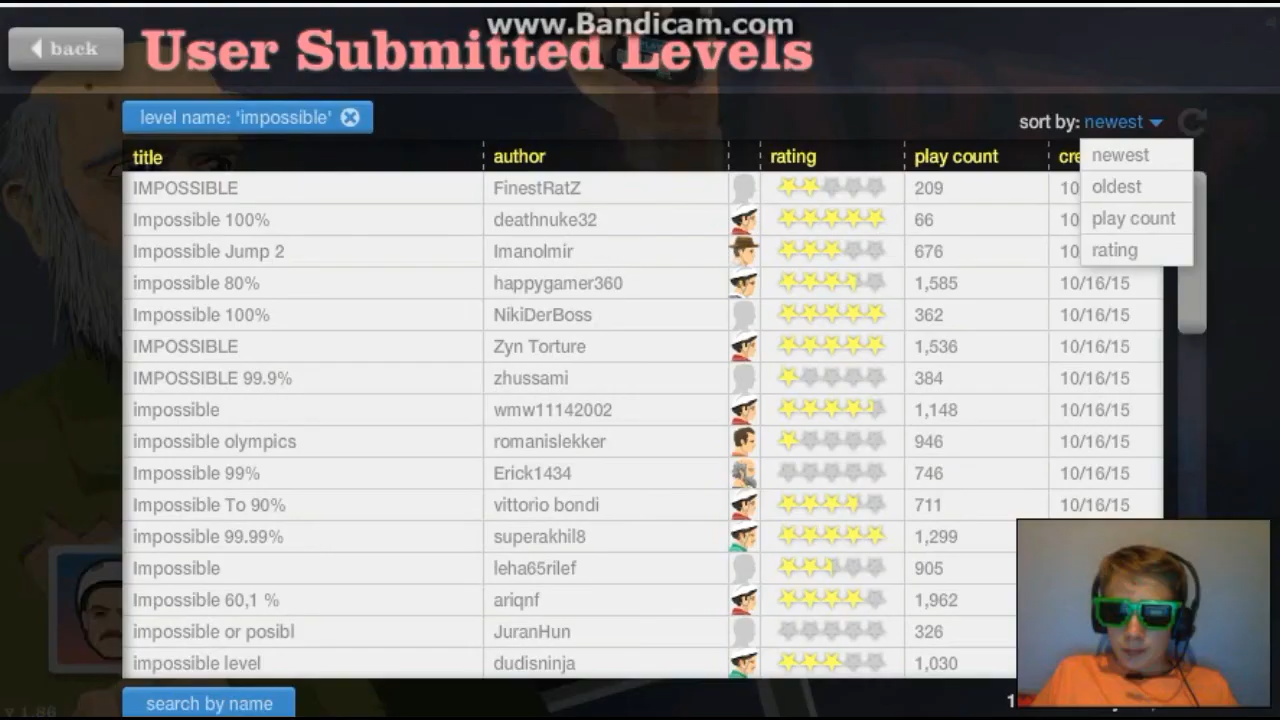 www.Bandicam.com
back
User Submitted Levels
level name: 'impossible'
sort by: newest
title author rating play count cre
newest
oldest
play count
rating
IMPOSSIBLE FinestRatZ 209 10
Impossible 100% deathnuke32 66 10
Impossible Jump 2 Imanolmir 676 10
impossible 80% happygamer360 1,585 10/16/15
Impossible 100% NikiDerBoss 362 10/16/15
IMPOSSIBLE Zyn Torture 1,536 10/16/15
IMPOSSIBLE 99.9% zhussami 384 10/16/15
impossible wmw11142002 1,148 10/16/15
impossible olympics romanislekker 946 10/16/15
Impossible 99% Erick1434 746 10/16/15
Impossible To 90% vittorio bondi 711 10/16/15
impossible 99.99% superakhil8 1,299
Impossible leha65rilef 905
Impossible 60,1 % ariqnf 1,962
impossible or posibl JuranHun 326
impossible level dudisninja 1,030
search by name
v 1.86